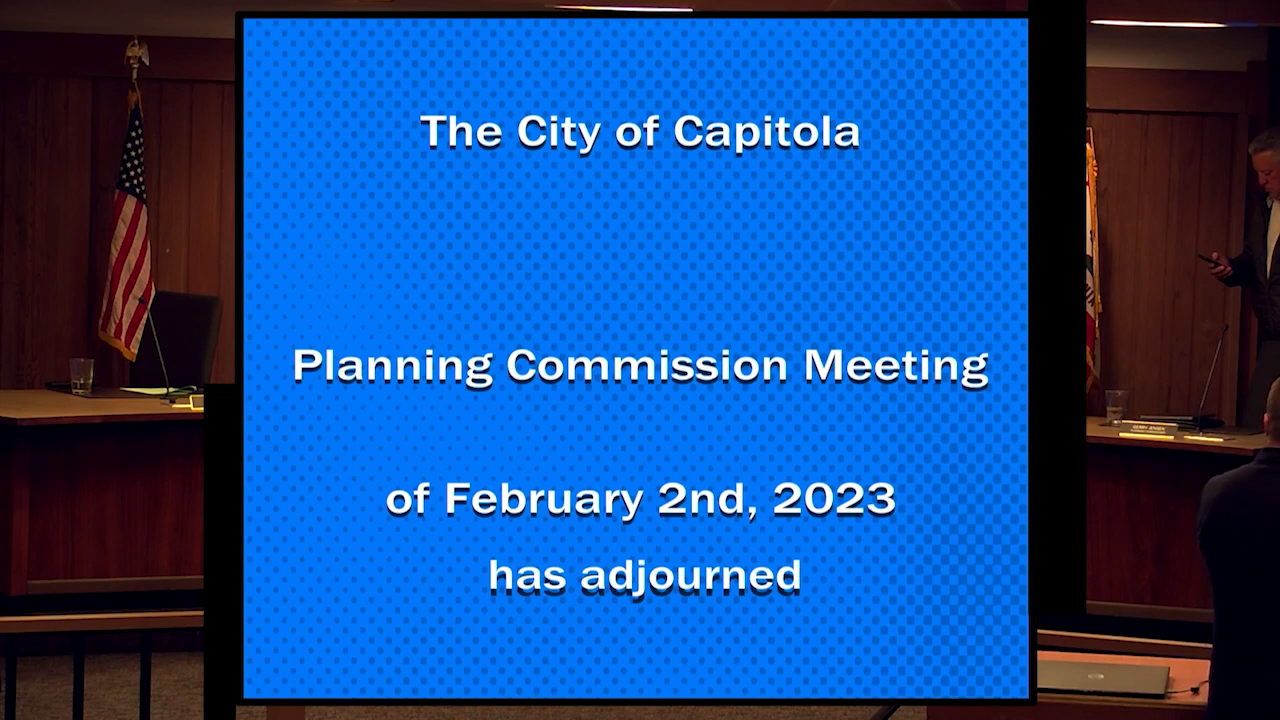 The City of Capitola
Planning Commission Meeting
of February 2nd, 2023
has adjourned